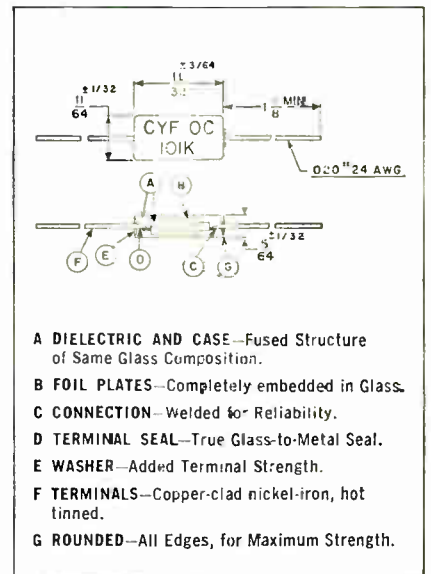 ± 3/64
11
32
± 1/32
11
64
1 1/8 MIN.
CYF OC
101K
.020" 24 AWG.
A B
F E D C G
5 ± 1/32
64
A DIELECTRIC AND CASE—Fused Structure
of Same Glass Composition.
B FOIL PLATES—Completely embedded in Glass.
C CONNECTION—Welded for Reliability.
D TERMINAL SEAL—True Glass-to-Metal Seal.
E WASHER—Added Terminal Strength.
F TERMINALS—Copper-clad nickel-iron, hot
tinned.
G ROUNDED—All Edges, for Maximum Strength.